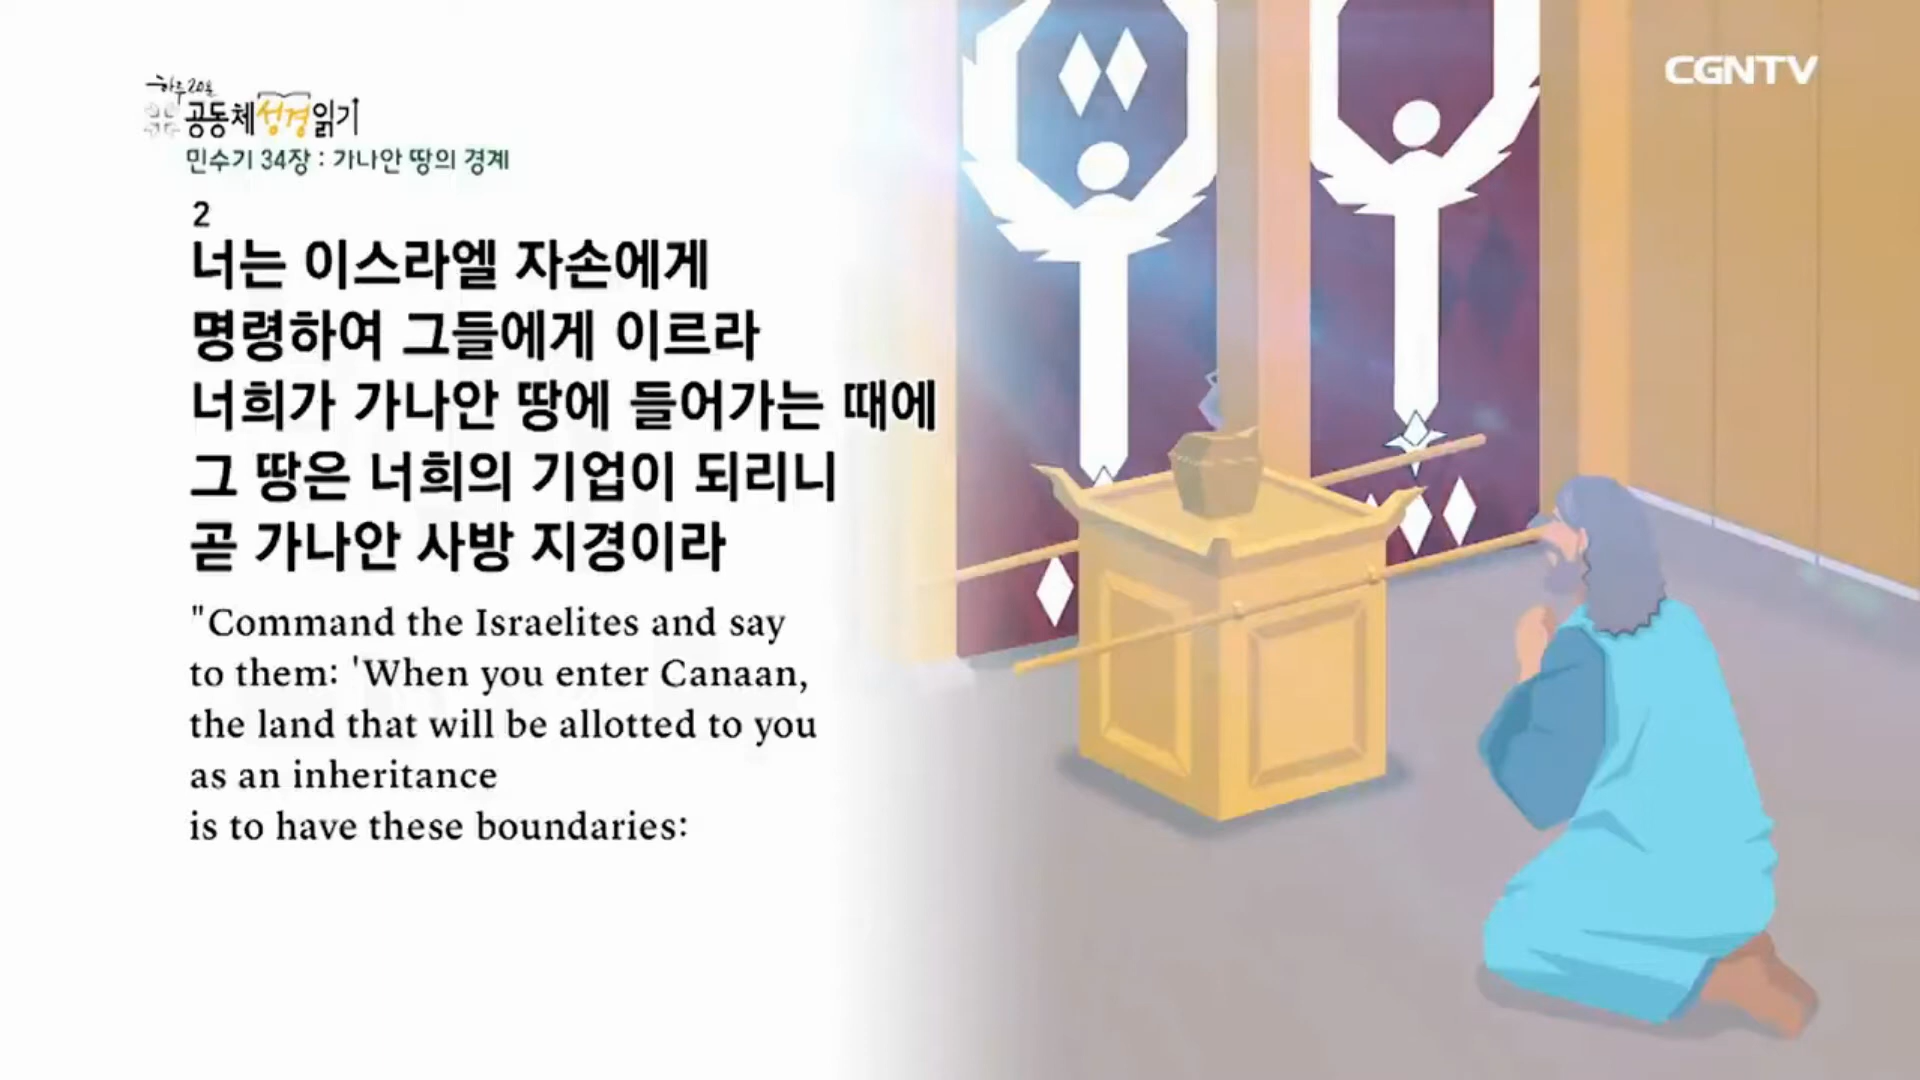 하루 20분
공동체성경읽기
CGNTV
민수기 34장 : 가나안 땅의 경계
2
너는 이스라엘 자손에게
명령하여 그들에게 이르라
너희가 가나안 땅에 들어가는 때에
그 땅은 너희의 기업이 되리니
곧 가나안 사방 지경이라
"Command the Israelites and say
to them: 'When you enter Canaan,
the land that will be allotted to you
as an inheritance
is to have these boundaries: